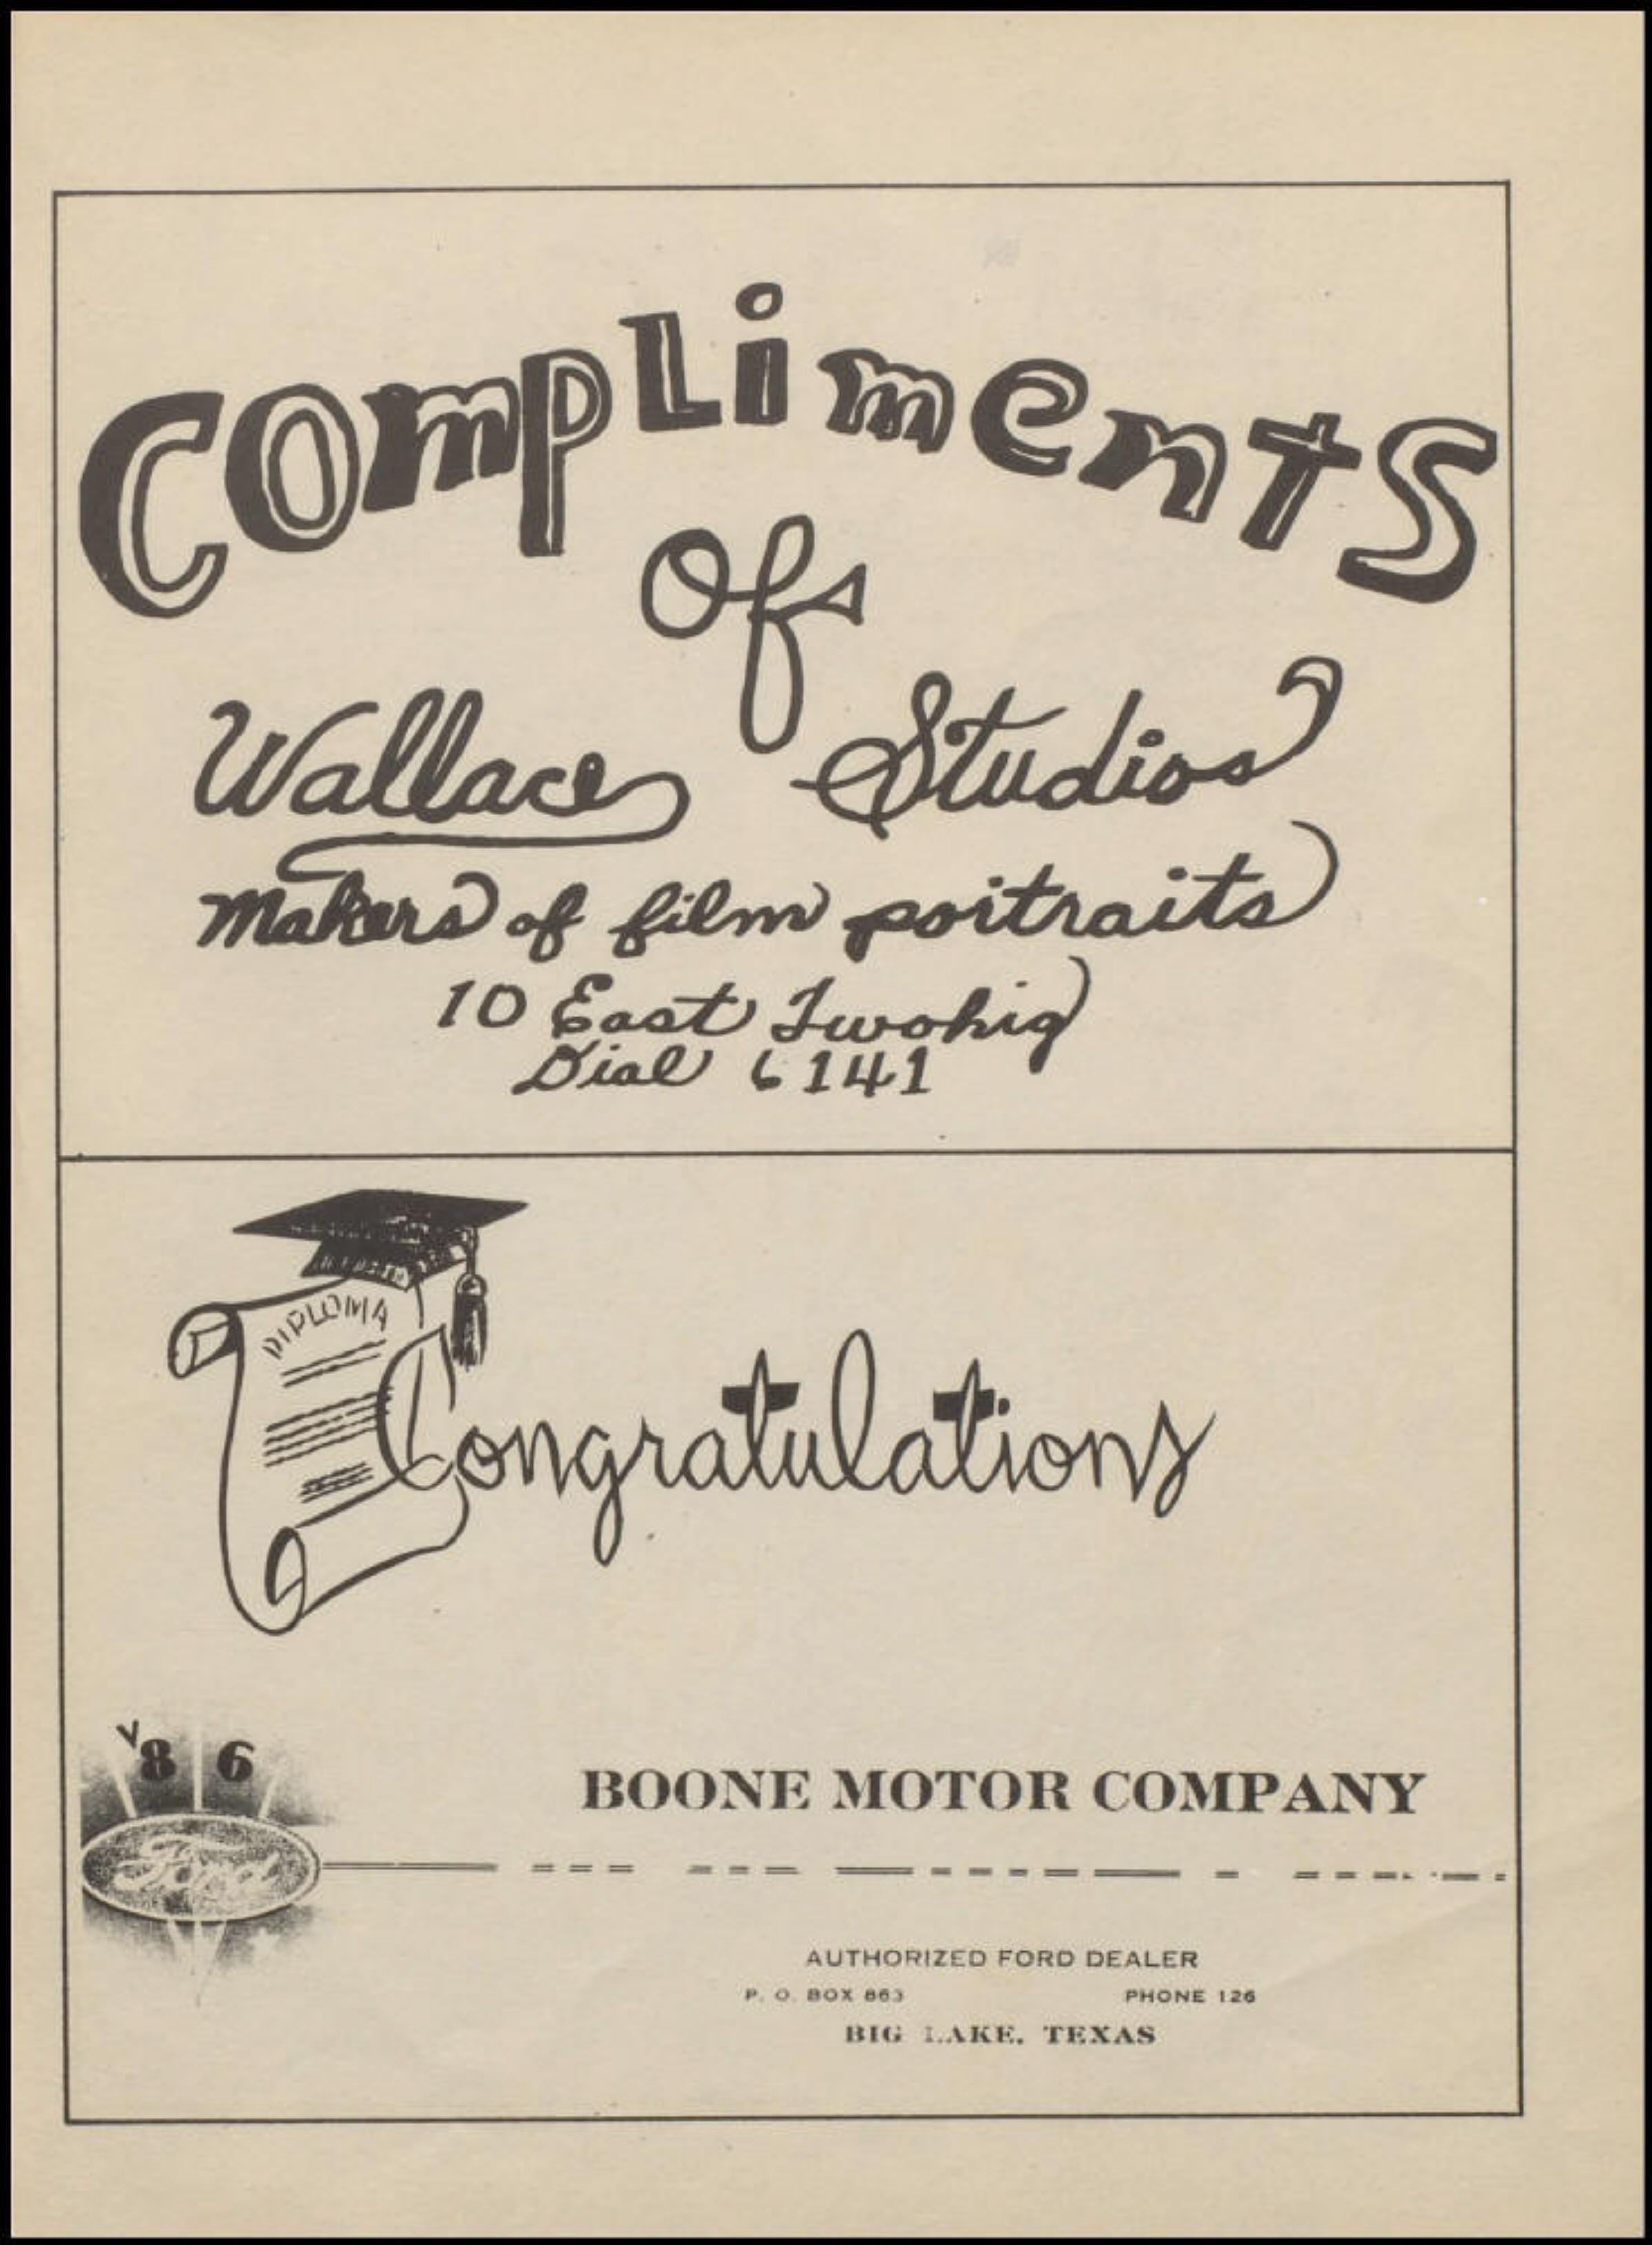 Compliments
of
Wallace Studios
Makers of film poitraits
10 East Twohig
Dial 6141
DIPLOMA
Congratulations
V8 6
Ford
BOONE MOTOR COMPANY
AUTHORIZED FORD DEALER
P. O. BOX 863 PHONE 126
BIG LAKE, TEXAS